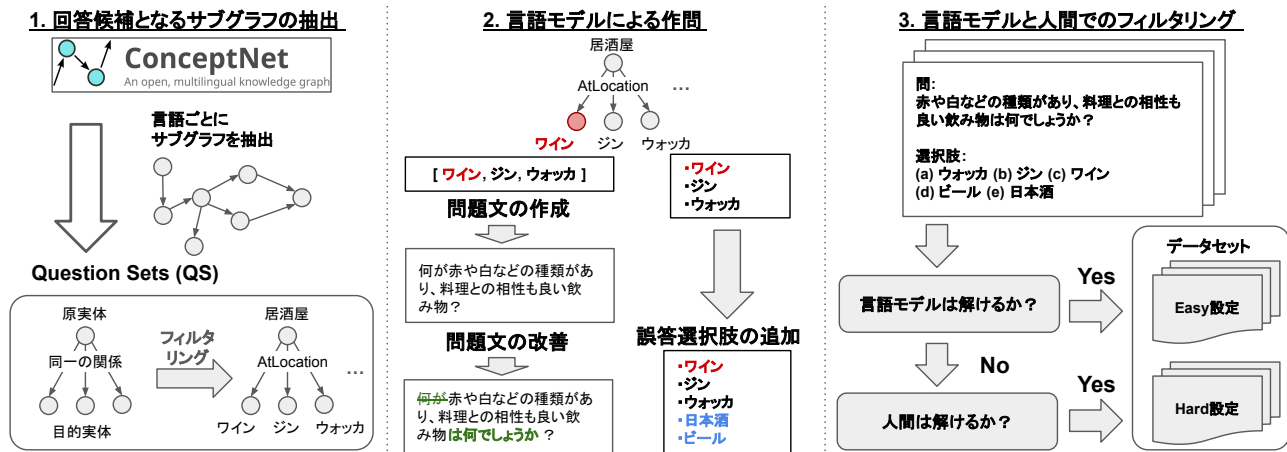 1. 回答候補となるサブグラフの抽出
ConceptNet
An open, multilingual knowledge graph
言語ごとに
サブグラフを抽出
Question Sets (QS)
原実体
同一の関係
目的実体
フィルタ
リング
居酒屋
AtLocation
…
ワイン ジン ウォッカ
2. 言語モデルによる作問
居酒屋
AtLocation
…
ワイン ジン ウォッカ
[ ワイン, ジン, ウォッカ ]
問題文の作成
何が赤や白などの種類があ
り、料理との相性も良い飲
み物？
問題文の改善
何が赤や白などの種類があ
り、料理との相性も良い飲
み物は何でしょうか ？
・ワイン
・ジン
・ウォッカ
誤答選択肢の追加
・ワイン
・ジン
・ウォッカ
・日本酒
・ビール
3. 言語モデルと人間でのフィルタリング
問:
赤や白などの種類があり、料理との相性も
良い飲み物は何でしょうか？
選択肢:
(a) ウォッカ (b) ジン (c) ワイン
(d) ビール (e) 日本酒
言語モデルは解けるか？
Yes
No
人間は解けるか？
Yes
データセット
Easy設定
Hard設定